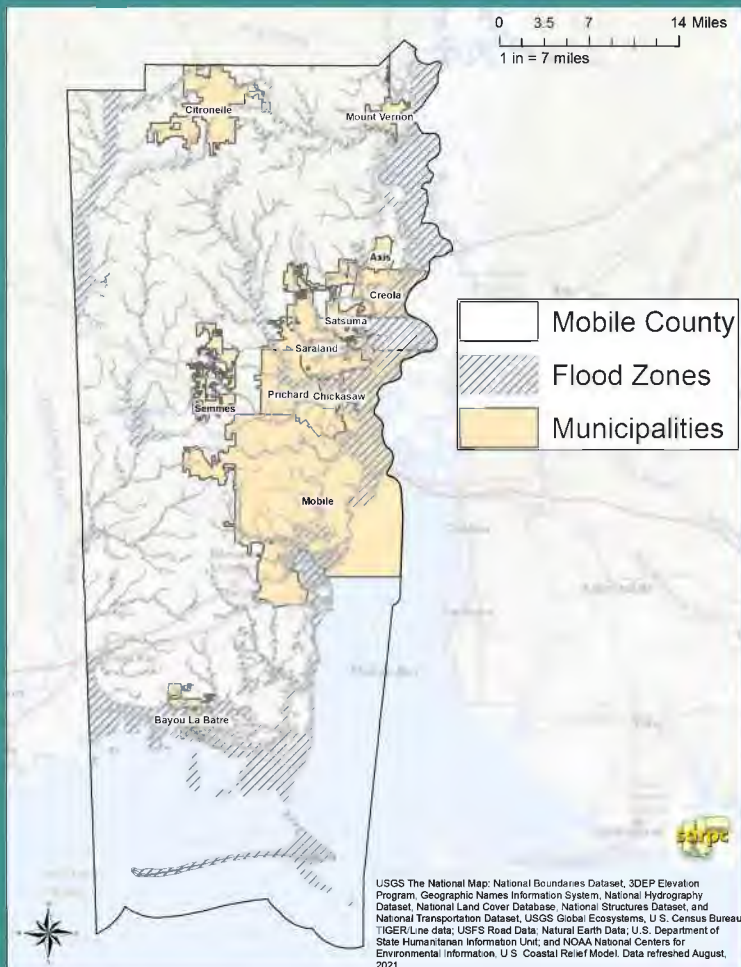 0 3.5 7 14 Miles
1 in = 7 miles
Citronelle
Mount Vernon
Axis
Creola
Satsuma
Saraland
Prichard Chickasaw
Semmes
Mobile
Bayou La Batre
Mobile County
Flood Zones
Municipalities
sarpc
USGS The National Map: National Boundaries Dataset, 3DEP Elevation
Program, Geographic Names Information System, National Hydrography
Dataset, National Land Cover Database, National Structures Dataset, and
National Transportation Dataset, USGS Global Ecosystems, U.S. Census Bureau
TIGER/Line data; USFS Road Data; Natural Earth Data; U.S. Department of
State Humanitarian Information Unit; and NOAA National Centers for
Environmental Information, U.S. Coastal Relief Model. Data refreshed August,
2021.